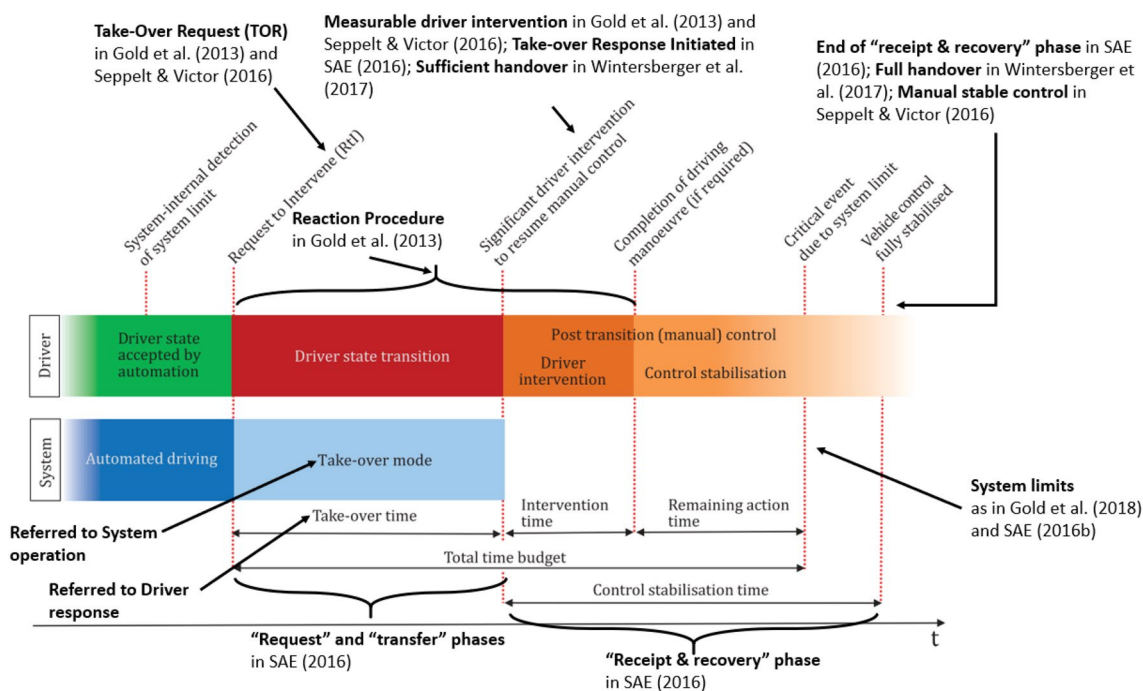 Take-Over Request (TOR)
in Gold et al. (2013) and
Seppelt & Victor (2016)
Measurable driver intervention in Gold et al. (2013) and
Seppelt & Victor (2016); Take-over Response Initiated in
SAE (2016); Sufficient handover in Wintersberger et al.
(2017)
End of “receipt & recovery” phase in SAE
(2016); Full handover in Wintersberger et
al. (2017); Manual stable control in
Seppelt & Victor (2016)
System-internal detection
of system limit
Request to Intervene (RtI)
Reaction Procedure
in Gold et al. (2013)
Significant driver intervention
to resume manual control
Completion of driving
manoeuvre (if required)
Critical event
due to system limit
Vehicle control
fully stabilised
Driver
Driver state
accepted by
automation
Driver state transition
Post transition (manual) control
Driver
intervention
Control stabilisation
System
Automated driving
Take-over mode
Referred to System
operation
Take-over time
Intervention
time
Remaining action
time
System limits
as in Gold et al. (2018)
and SAE (2016b)
Total time budget
Referred to Driver
response
Control stabilisation time
t
“Request” and “transfer” phases
in SAE (2016)
“Receipt & recovery” phase
in SAE (2016)